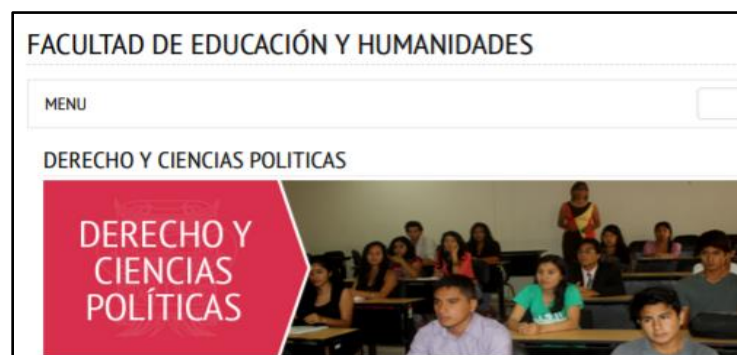 FACULTAD DE EDUCACIÓN Y HUMANIDADES
MENU
DERECHO Y CIENCIAS POLITICAS
DERECHO Y
CIENCIAS
POLÍTICAS